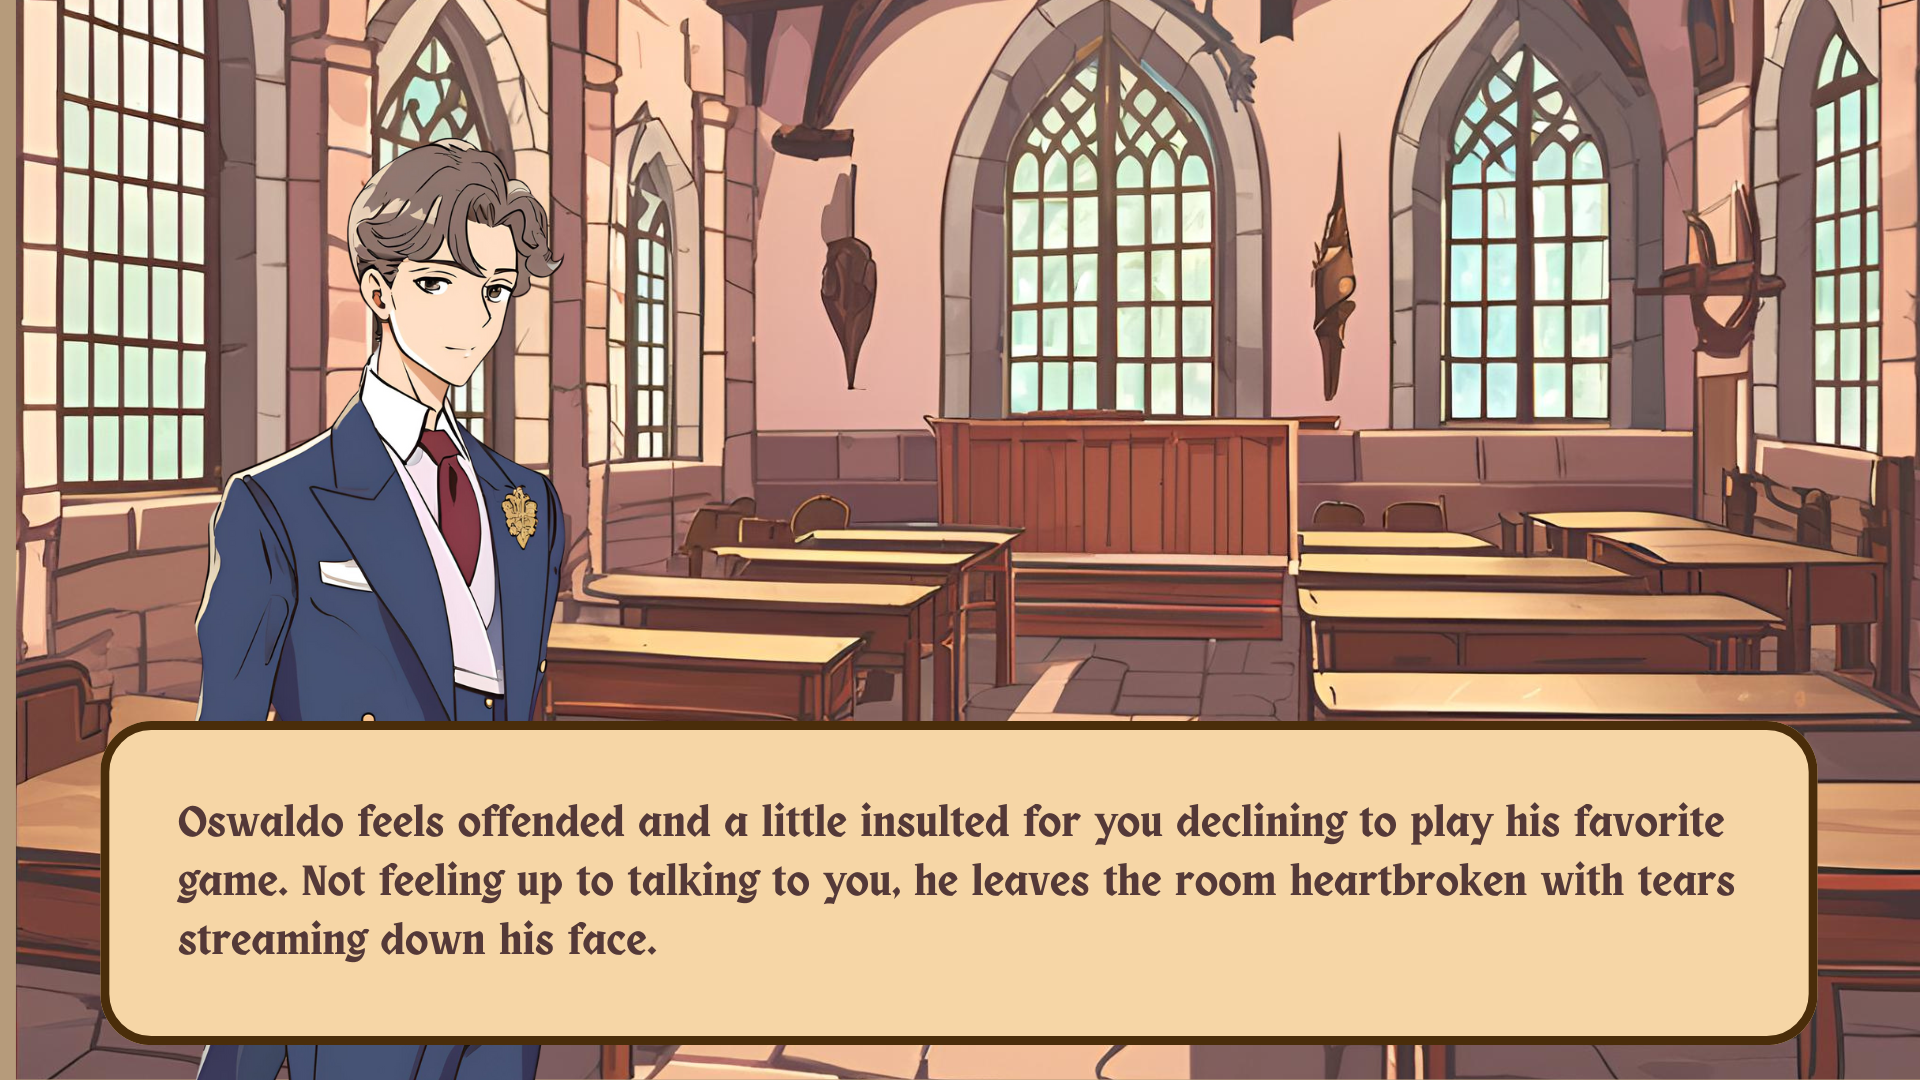 Oswaldo feels offended and a little insulted for you declining to play his favorite
game. Not feeling up to talking to you, he leaves the room heartbroken with tears
streaming down his face.